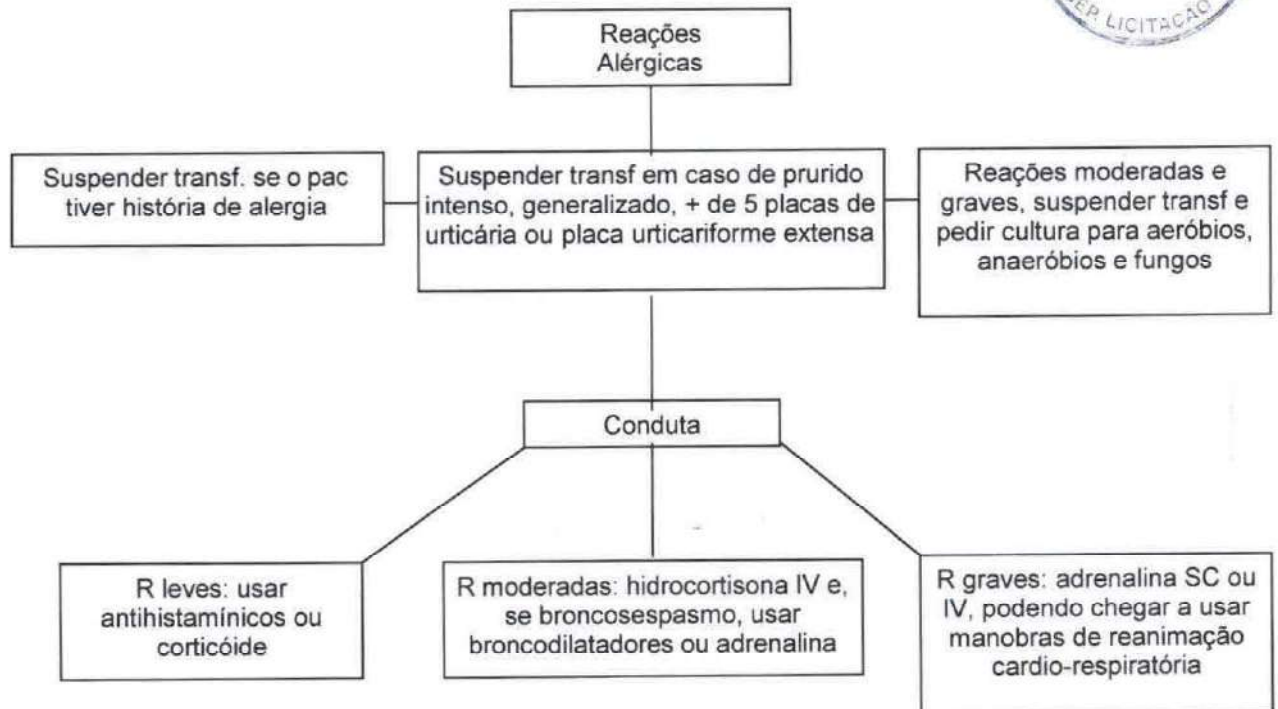 LICITAÇÃO
Reações
Alérgicas
Suspender transf. se o pac
tiver história de alergia
Suspender transf em caso de prurido
intenso, generalizado, + de 5 placas de
urticária ou placa urticariforme extensa
Reações moderadas e
graves, suspender transf e
pedir cultura para aeróbios,
anaeróbios e fungos
Conduta
R leves: usar
antihistamínicos ou
corticóide
R moderadas: hidrocortisona IV e,
se broncosespasmo, usar
broncodilatadores ou adrenalina
R graves: adrenalina SC ou
IV, podendo chegar a usar
manobras de reanimação
cardio-respiratória